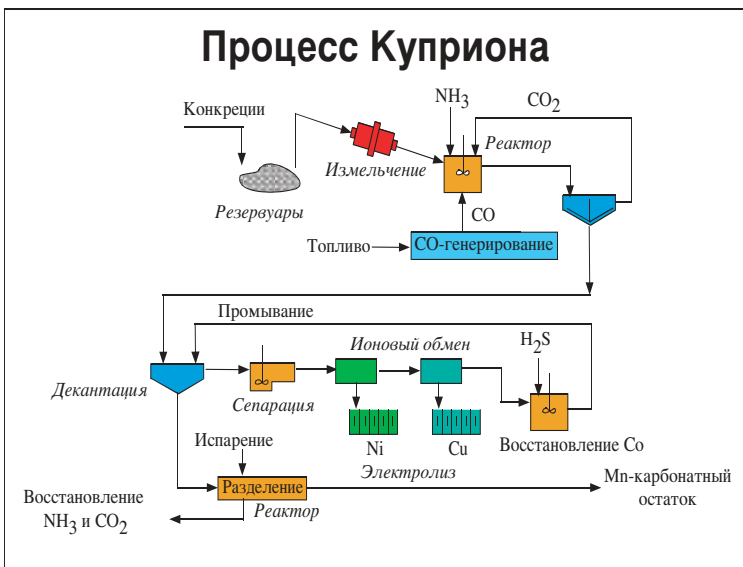 Процесс Куприона
NH3
CO2
Конкреции
Реактор
Измельчение
Резервуары
CO
Топливо
СО-генерирование
Промывание
Ионовый обмен
H2S
Декантация
Сепарация
Ni
Cu
Восстановление Co
Испарение
Электролиз
Разделение
Mn-карбонатный
остаток
Восстановление
NH3 и CO2
Реактор